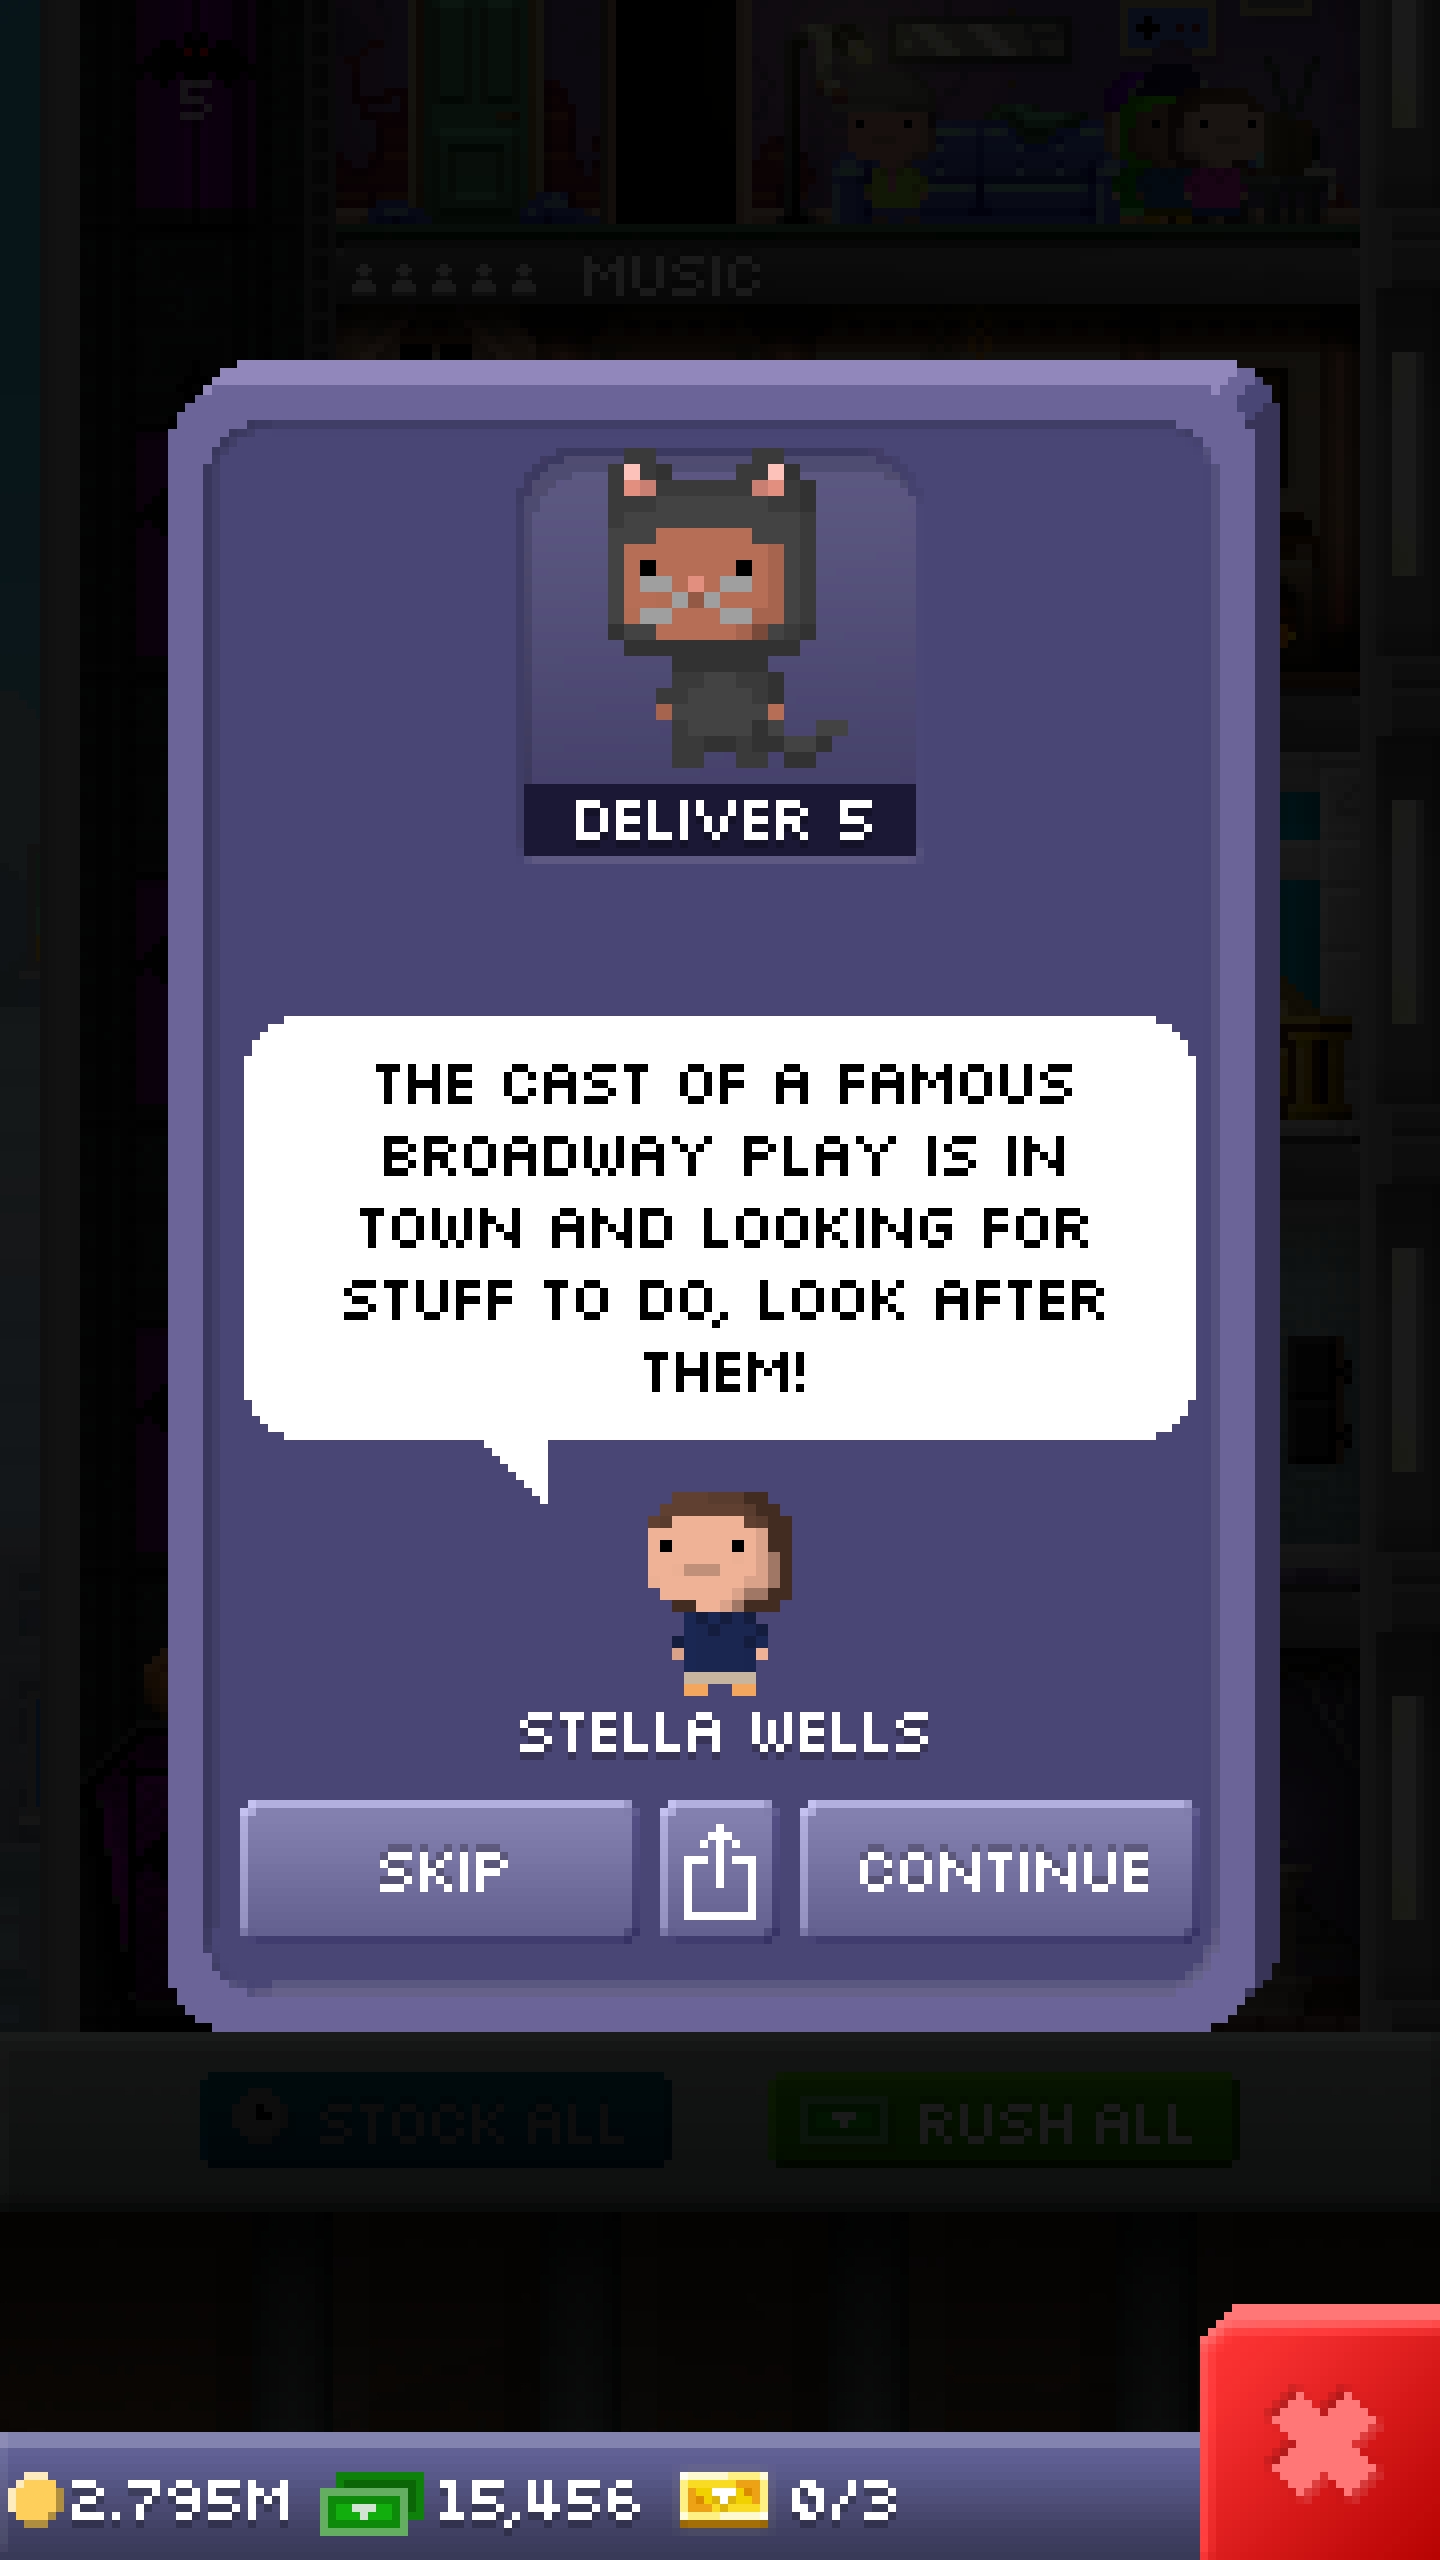 5
MUSIC
DELIVER 5
THE CAST OF A FAMOUS
BROADWAY PLAY IS IN
TOWN AND LOOKING FOR
STUFF TO DO, LOOK AFTER
THEM!
STELLA WELLS
SKIP
CONTINUE
STOCK ALL
RUSH ALL
2.795M
15,456
0/3